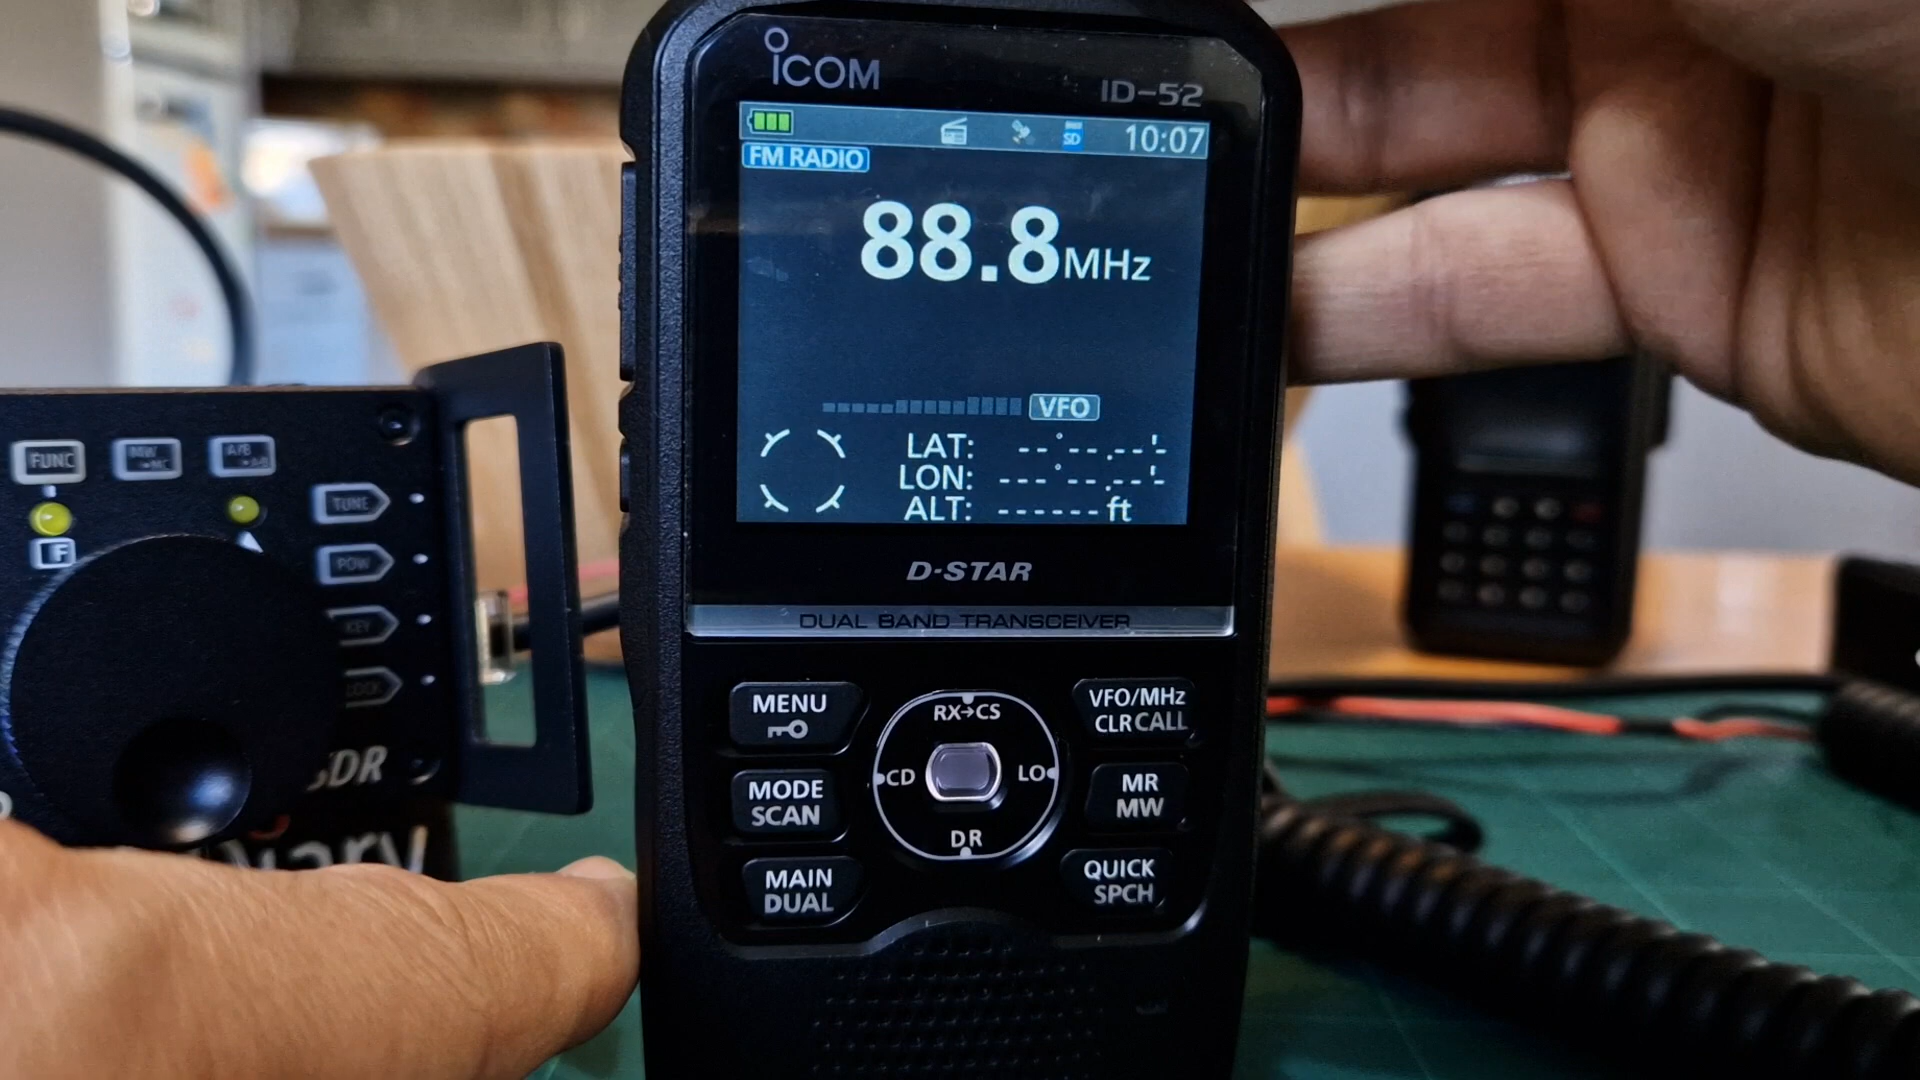 ICOM
ID-52
SD
10:07
FM RADIO
88.8MHz
VFO
LAT: --°--.--'
LON: ---°--.--'
ALT: ------ft
D-STAR
DUAL BAND TRANSCEIVER
MENU
RX→CS
VFO/MHz
CLR CALL
MODE
SCAN
CD
LO
MR
MW
DR
MAIN
DUAL
QUICK
SPCH
FUNC
MW
A/B
TUNE
F
A
POW
KEY
LOCK
SDR